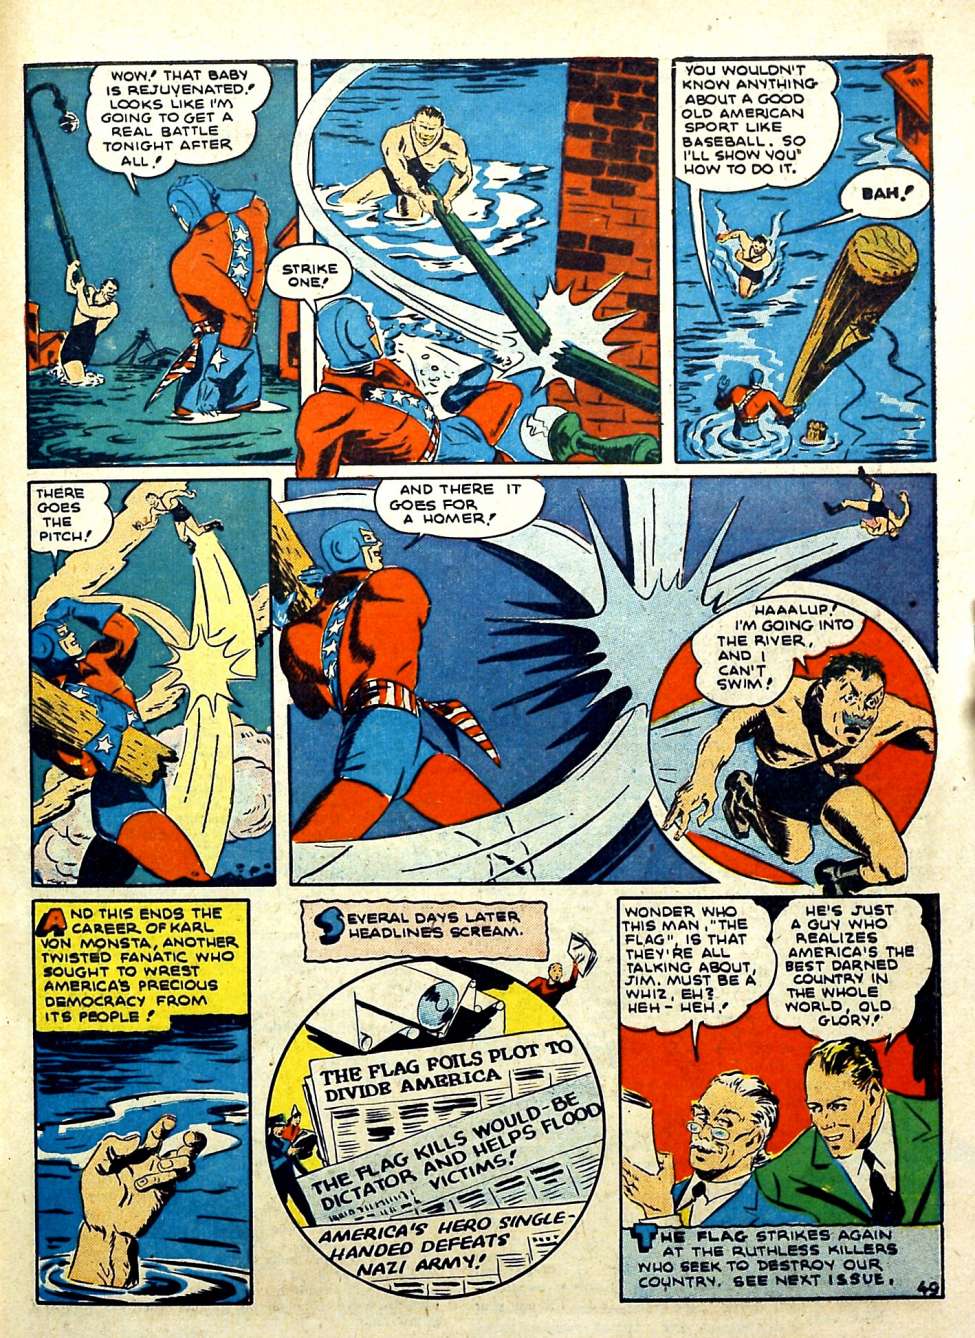 WOW! THAT BABY
IS REJUVENATED!
LOOKS LIKE I'M
GOING TO GET A
REAL BATTLE
TONIGHT AFTER
ALL!
STRIKE
ONE!
YOU WOULDN'T
KNOW ANYTHING
ABOUT A GOOD
OLD AMERICAN
SPORT LIKE
BASEBALL. SO
I'LL SHOW YOU"
HOW TO DO IT.
BAH!
THERE
GOES
THE
PITCH!
AND THERE IT
GOES FOR
A HOMER!
HAAALUP!
I'M GOING INTO
THE RIVER,
AND I
CAN'T
SWIM!
AND THIS ENDS THE
CAREER OF KARL
VON MONSTA, ANOTHER
TWISTED FANATIC WHO
SOUGHT TO WREST
AMERICA'S PRECIOUS
DEMOCRACY FROM
ITS PEOPLE!
SEVERAL DAYS LATER
HEADLINES SCREAM.
THE FLAG FOILS PLOT TO
DIVIDE AMERICA
THE FLAG KILLS WOULD-BE
DICTATOR AND HELPS FLOOD
VICTIMS!
AMERICA'S HERO SINGLE-
HANDED DEFEATS
NAZI ARMY!
WONDER WHO
THIS MAN, "THE
FLAG", IS THAT
THEY'RE ALL
TALKING ABOUT,
JIM. MUST BE A
WHIZ, EH?
HEH-HEH!
HE'S JUST
A GUY WHO
REALIZES
AMERICA'S THE
BEST DARNED
COUNTRY IN
THE WHOLE
WORLD, OLD
GLORY!
THE FLAG STRIKES AGAIN
AT THE RUTHLESS KILLERS
WHO SEEK TO DESTROY OUR
COUNTRY. SEE NEXT ISSUE.
49